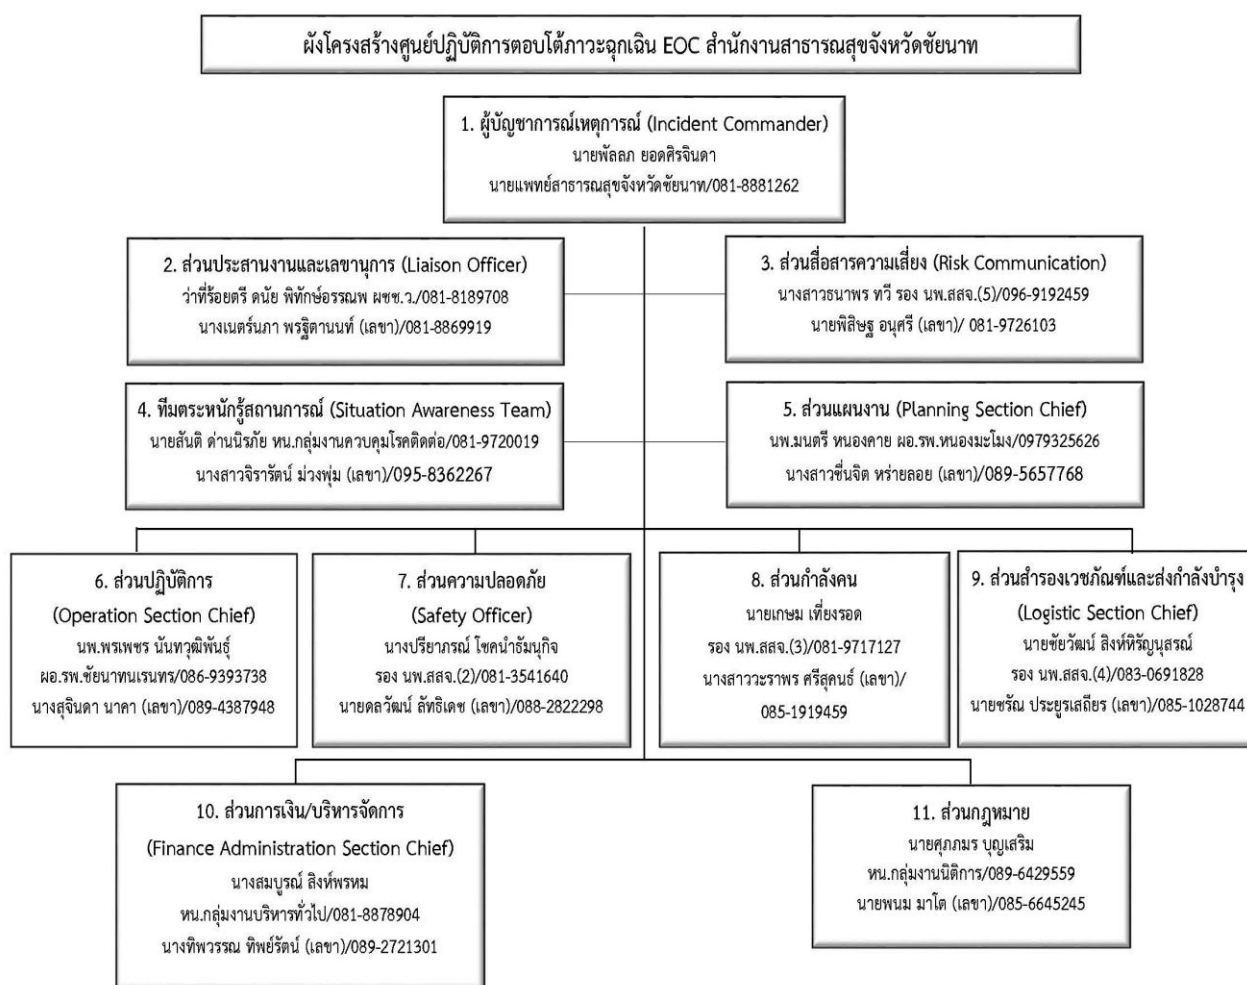 ผังโครงสร้างศูนย์ปฏิบัติการตอบโต้ภาวะฉุกเฉิน EOC สำนักงานสาธารณสุขจังหวัดชัยนาท
1. ผู้บัญชาการณ์เหตุการณ์ (Incident Commander)
นายพัลลภ ยอดศิรจินดา
นายแพทย์สาธารณสุขจังหวัดชัยนาท/081-8881262
2. ส่วนประสานงานและเลขานุการ (Liaison Officer)
ว่าที่ร้อยตรี ดนัย พิทักษ์อรรณพ ผชช.ว./081-8189708
นางเนตร์นภา พรฐิตานนท์ (เลขา)/081-8869919
3. ส่วนสื่อสารความเสี่ยง (Risk Communication)
นางสาวธนาพร ทวี รอง นพ.สสจ.(5)/096-9192459
นายพิสิษฐ อนุศรี (เลขา)/ 081-9726103
4. ทีมตระหนักรู้สถานการณ์ (Situation Awareness Team)
นายสันติ ด่านนิรภัย หน.กลุ่มงานควบคุมโรคติดต่อ/081-9720019
นางสาวจิรารัตน์ ม่วงพุ่ม (เลขา)/095-8362267
5. ส่วนแผนงาน (Planning Section Chief)
นพ.มนตรี หนองคาย ผอ.รพ.หนองมะโมง/0979325626
นางสาวชื่นจิต หร่ายลอย (เลขา)/089-5657768
6. ส่วนปฏิบัติการ
(Operation Section Chief)
นพ.พรเพชร นันทวุฒิพันธุ์
ผอ.รพ.ชัยนาทนเรนทร/086-9393738
นางสุจินดา นาคา (เลขา)/089-4387948
7. ส่วนความปลอดภัย
(Safety Officer)
นางปรียาภรณ์ โชคนำธัมนุกิจ
รอง นพ.สสจ.(2)/081-3541640
นายดลวัฒน์ ลัทธิเดช (เลขา)/088-2822298
8. ส่วนกำลังคน
นายเกษม เที่ยงรอด
รอง นพ.สสจ.(3)/081-9717127
นางสาววะราพร ศรีสุคนธ์ (เลขา)/
085-1919459
9. ส่วนสำรองเวชภัณฑ์และส่งกำลังบำรุง
(Logistic Section Chief)
นายชัยวัฒน์ สิงห์หิรัญนุสรณ์
รอง นพ.สสจ.(4)/083-0691828
นายชรัณ ประยูรเสถียร (เลขา)/085-1028744
10. ส่วนการเงิน/บริหารจัดการ
(Finance Administration Section Chief)
นางสมบูรณ์ สิงห์พรหม
หน.กลุ่มงานบริหารทั่วไป/081-8878904
นางทิพวรรณ ทิพย์รัตน์ (เลขา)/089-2721301
11. ส่วนกฎหมาย
นายศุภภมร บุญเสริม
หน.กลุ่มงานนิติการ/089-6429559
นายพนม มาโต (เลขา)/085-6645245